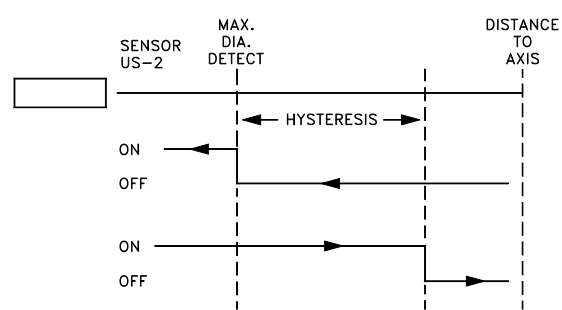 SENSOR
US-2
MAX.
DIA.
DETECT
DISTANCE
TO
AXIS
HYSTERESIS
ON
OFF
ON
OFF